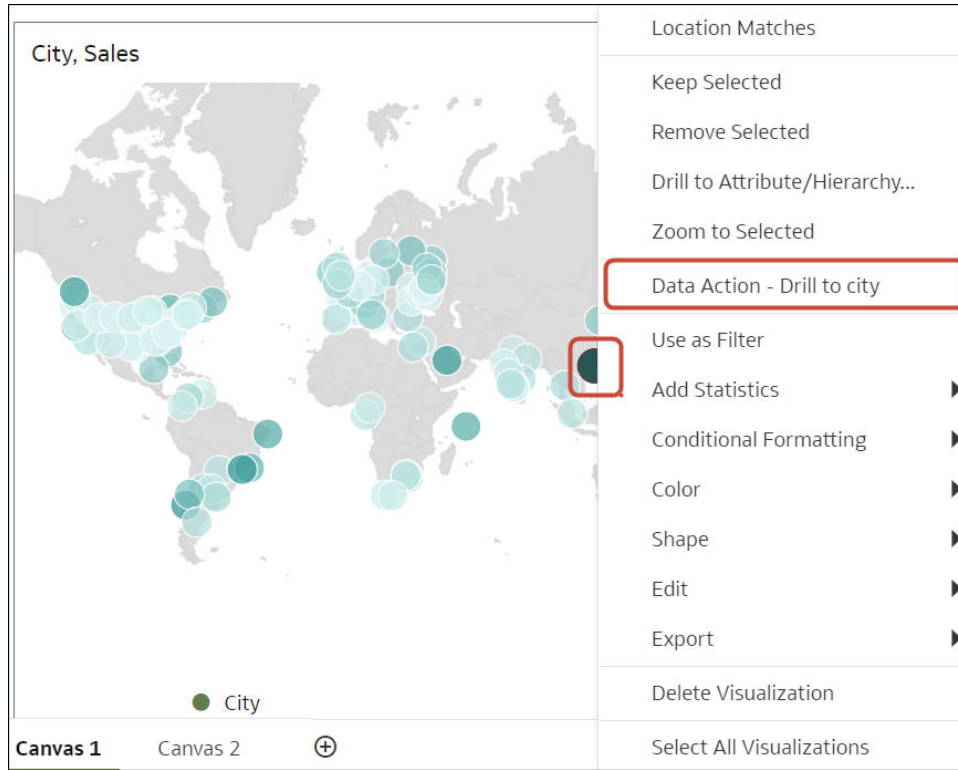 City, Sales
City
Canvas 1
Canvas 2
Location Matches
Keep Selected
Remove Selected
Drill to Attribute/Hierarchy...
Zoom to Selected
Data Action - Drill to city
Use as Filter
Add Statistics
Conditional Formatting
Color
Shape
Edit
Export
Delete Visualization
Select All Visualizations